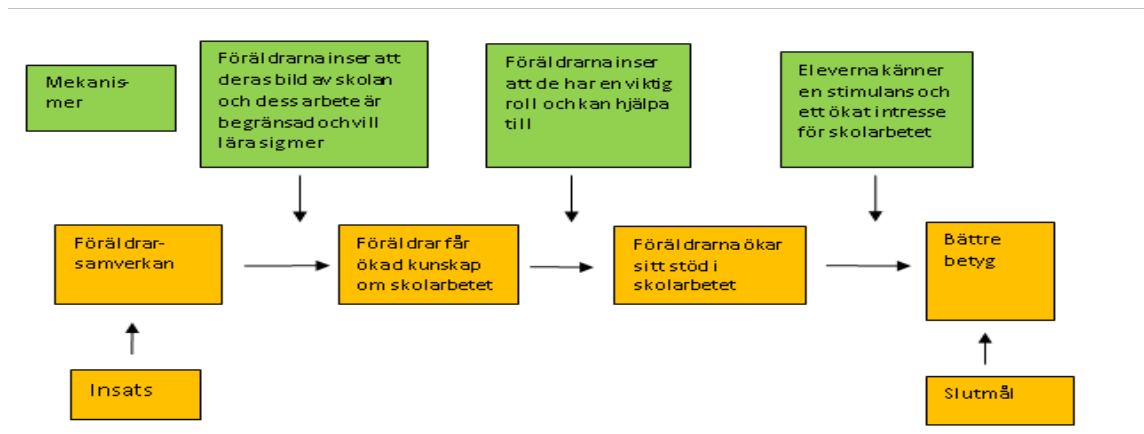 Mekanis-
mer
Föräldrarna inser att
deras bild av skolan
och dess arbete är
begränsad och vill
lära sig mer
Föräldrarna inser
att de har en viktig
roll och kan hjälpa
till
Eleverna känner
en stimulans och
ett ökat intresse
för skolarbetet
Föräldrar-
samverkan
Föräldrar får
ökad kunskap
om skolarbetet
Föräldrarna ökar
sitt stöd i
skolarbetet
Bättre
betyg
Insats
Slutmål